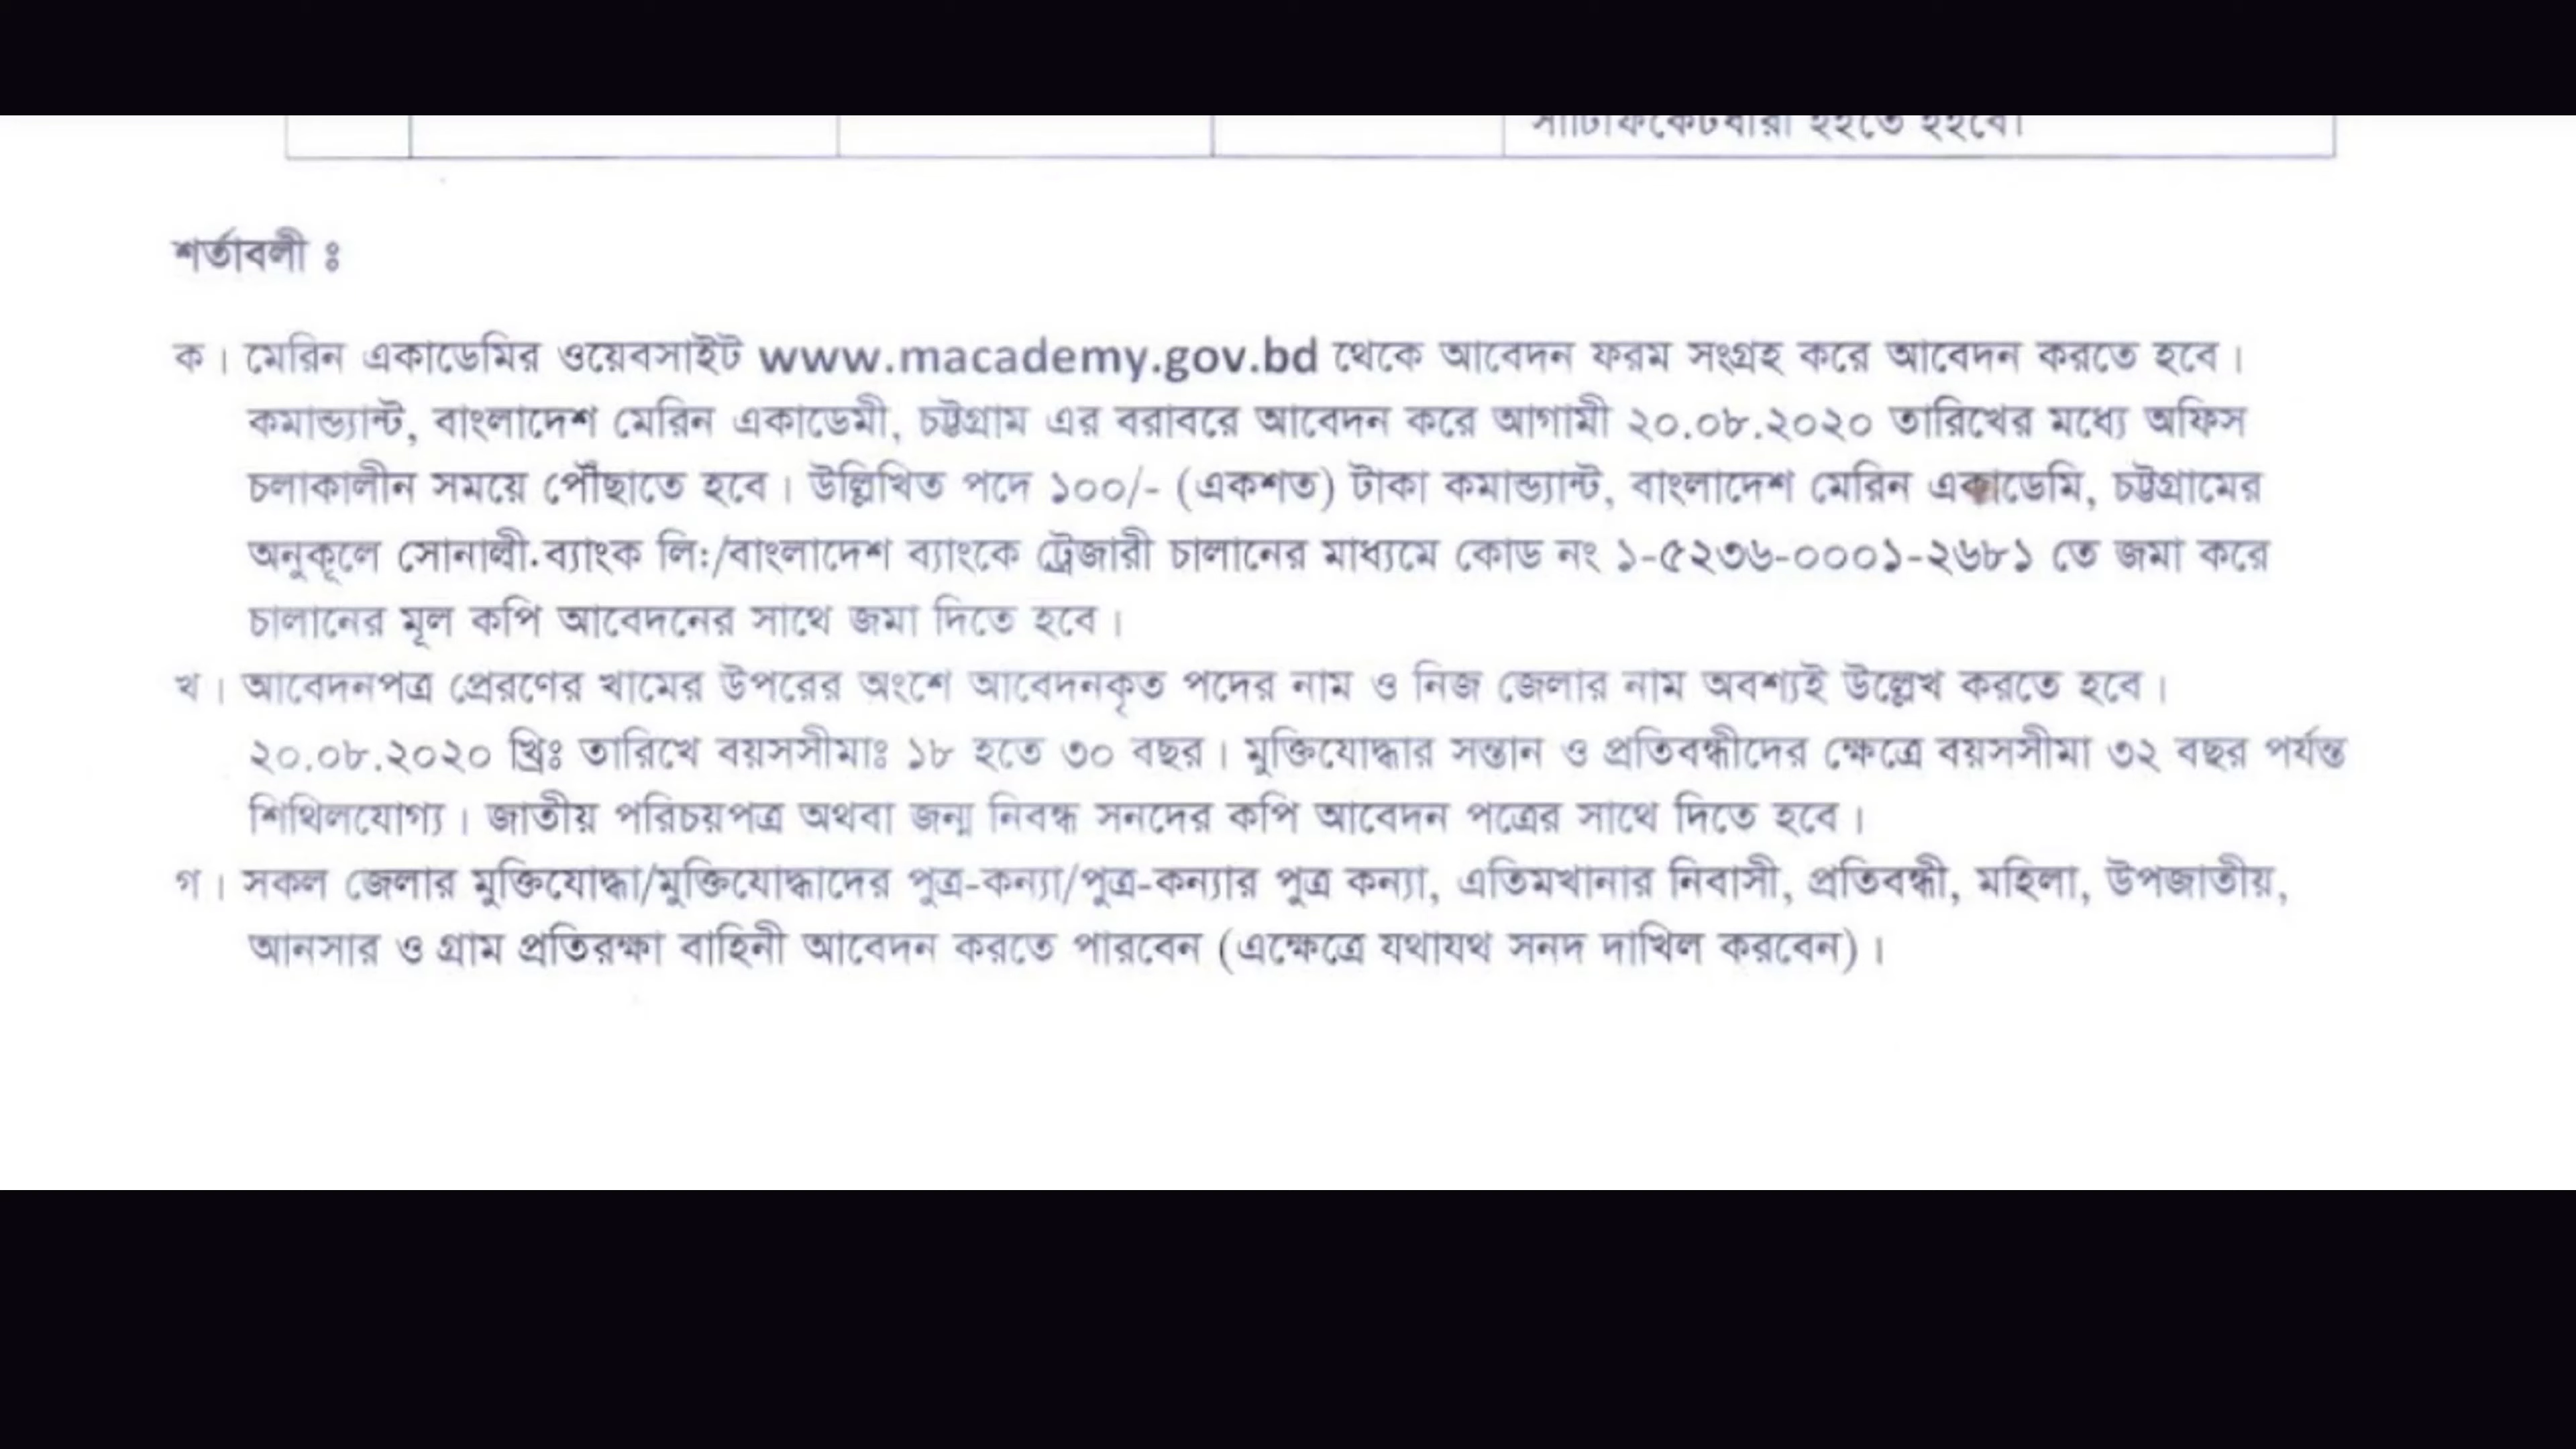 সার্টিফিকেটধারী হইতে হইবে।
শর্তাবলী ঃ
ক। মেরিন একাডেমির ওয়েবসাইট www.macademy.gov.bd থেকে আবেদন ফরম সংগ্রহ করে আবেদন করতে হবে।
কমান্ড্যান্ট, বাংলাদেশ মেরিন একাডেমী, চট্টগ্রাম এর বরাবরে আবেদন করে আগামী ২০.০৮.২০২০ তারিখের মধ্যে অফিস
চলাকালীন সময়ে পৌঁছাতে হবে। উল্লিখিত পদে ১০০/- (একশত) টাকা কমান্ড্যান্ট, বাংলাদেশ মেরিন একাডেমি, চট্টগ্রামের
অনুকূলে সোনালী.ব্যাংক লি:/বাংলাদেশ ব্যাংকে ট্রেজারী চালানের মাধ্যমে কোড নং ১-৫২৩৬-০০০১-২৬৮১ তে জমা করে
চালানের মূল কপি আবেদনের সাথে জমা দিতে হবে।
খ। আবেদনপত্র প্রেরণের খামের উপরের অংশে আবেদনকৃত পদের নাম ও নিজ জেলার নাম অবশ্যই উল্লেখ করতে হবে।
২০.০৮.২০২০ খ্রিঃ তারিখে বয়সসীমাঃ ১৮ হতে ৩০ বছর। মুক্তিযোদ্ধার সন্তান ও প্রতিবন্ধীদের ক্ষেত্রে বয়সসীমা ৩২ বছর পর্যন্ত
শিথিলযোগ্য। জাতীয় পরিচয়পত্র অথবা জন্ম নিবন্ধ সনদের কপি আবেদন পত্রের সাথে দিতে হবে।
গ। সকল জেলার মুক্তিযোদ্ধা/মুক্তিযোদ্ধাদের পুত্র-কন্যা/পুত্র-কন্যার পুত্র কন্যা, এতিমখানার নিবাসী, প্রতিবন্ধী, মহিলা, উপজাতীয়,
আনসার ও গ্রাম প্রতিরক্ষা বাহিনী আবেদন করতে পারবেন (এক্ষেত্রে যথাযথ সনদ দাখিল করবেন)।